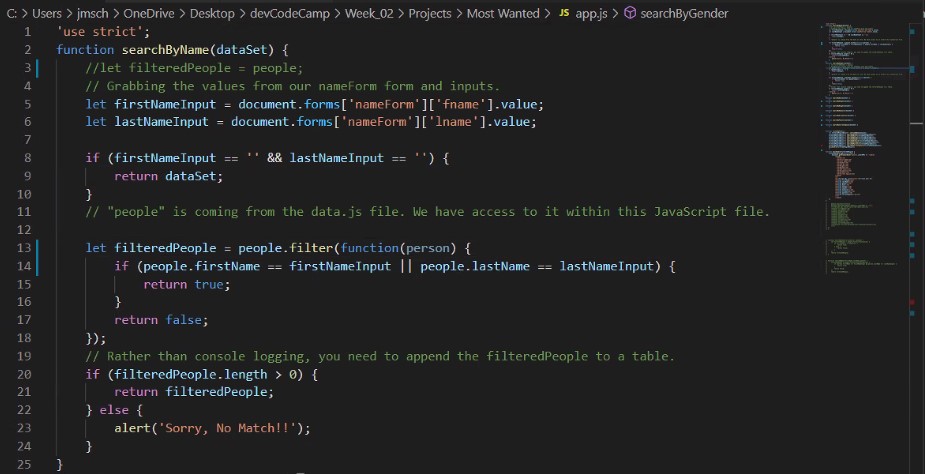 C: > Users > jmsch > OneDrive > Desktop > devCodeCamp > Week_02 > Projects > Most Wanted > JS app.js > searchByGender
1 'use strict';
2 function searchByName(dataSet) {
3     //let filteredPeople = people;
4     // Grabbing the values from our nameForm form and inputs.
5     let firstNameInput = document.forms['nameForm']['fname'].value;
6     let lastNameInput = document.forms['nameForm']['lname'].value;
7
8     if (firstNameInput == '' && lastNameInput == '') {
9         return dataSet;
10     }
11     // "people" is coming from the data.js file. We have access to it within this JavaScript file.
12
13     let filteredPeople = people.filter(function(person) {
14         if (people.firstName == firstNameInput || people.lastName == lastNameInput) {
15             return true;
16         }
17         return false;
18     });
19     // Rather than console logging, you need to append the filteredPeople to a table.
20     if (filteredPeople.length > 0) {
21         return filteredPeople;
22     } else {
23         alert('Sorry, No Match!!');
24     }
25 }